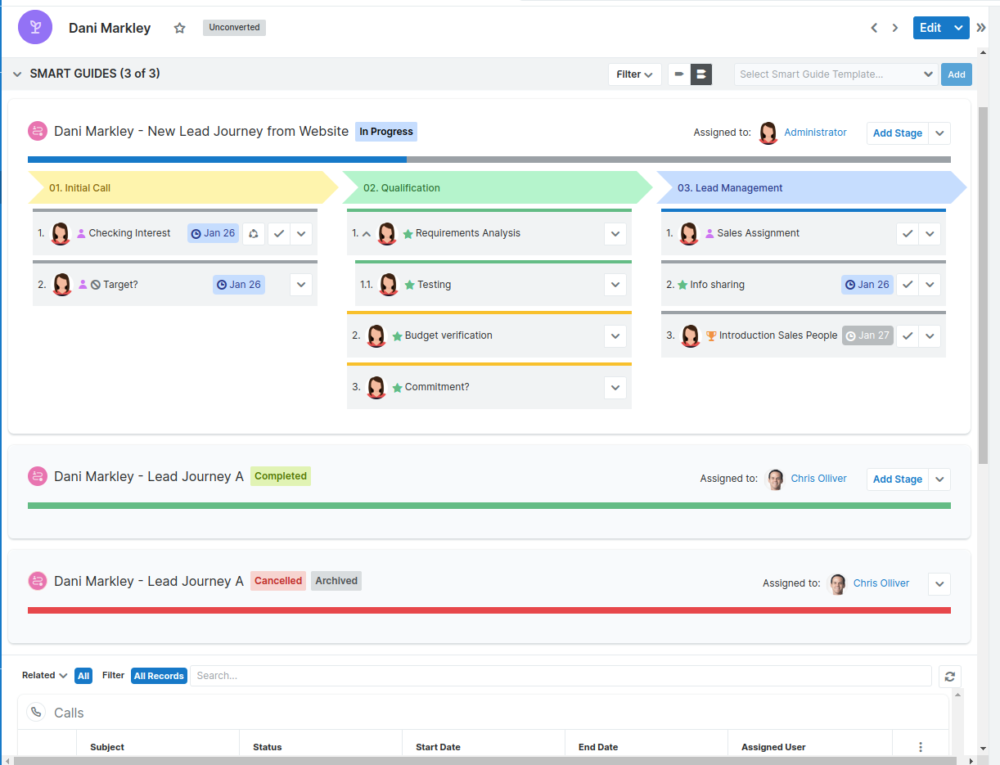 Dani Markley Unconverted Edit
SMART GUIDES (3 of 3) Filter Select Smart Guide Template... Add
Dani Markley - New Lead Journey from Website In Progress Assigned to: Administrator Add Stage
01. Initial Call 02. Qualification 03. Lead Management
1. Checking Interest Jan 26 1. Requirements Analysis 1. Sales Assignment
2. Target? Jan 26 1.1. Testing 2. Info sharing Jan 26
2. Budget verification 3. Introduction Sales People Jan 27
3. Commitment?
Dani Markley - Lead Journey A Completed Assigned to: Chris Olliver Add Stage
Dani Markley - Lead Journey A Cancelled Archived Assigned to: Chris Olliver
Related All Filter All Records Search...
Calls
Subject Status Start Date End Date Assigned User